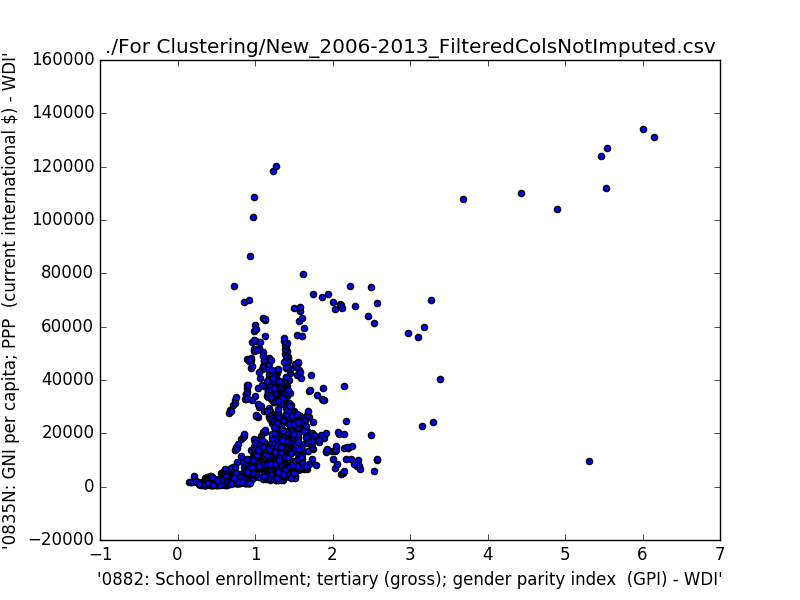 ./For Clustering/New_2006-2013_FilteredColsNotImputed.csv
'0835N: GNI per capita; PPP  (current international $) - WDI'
160000
140000
120000
100000
80000
60000
40000
20000
0
−20000
−1 0 1 2 3 4 5 6 7
'0882: School enrollment; tertiary (gross); gender parity index  (GPI) - WDI'